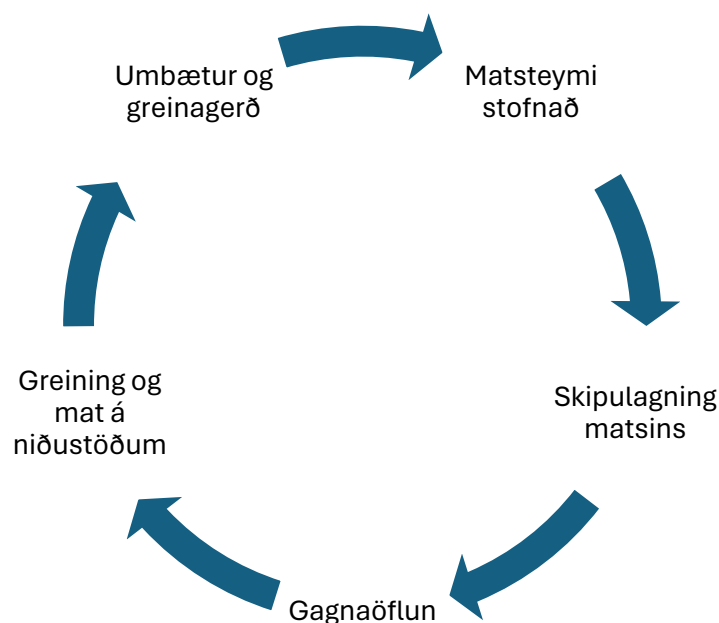 Umbætur og
greinagerð
Matsteymi
stofnað
Skipulagning
matsins
Gagnaöflun
Greining og
mat á
niðustöðum